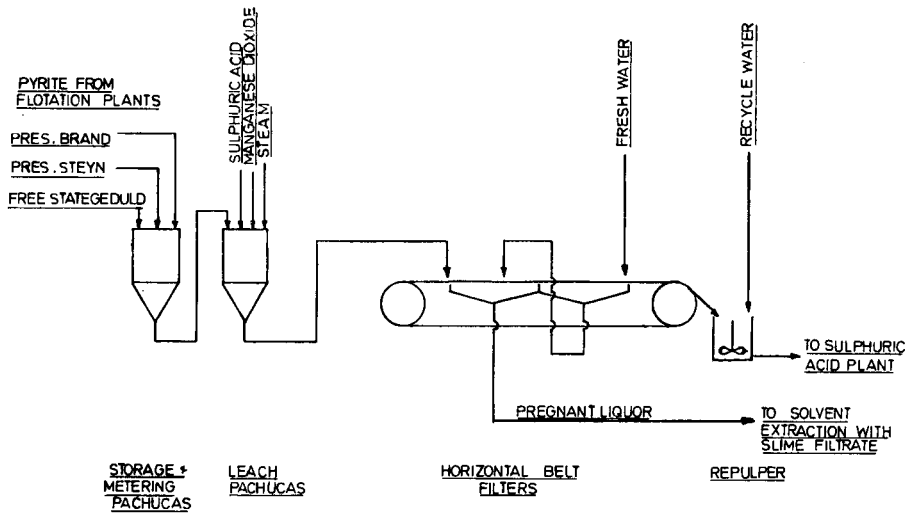 PYRITE FROM
FLOTATION PLANTS
PRES. BRAND
PRES. STEYN
FREE STATEGEDULD
SULPHURIC ACID
MANGANESE DIOXIDE
STEAM
FRESH WATER
RECYCLE WATER
TO SULPHURIC
ACID PLANT
PREGNANT LIQUOR
TO SOLVENT
EXTRACTION WITH
SLIME FILTRATE
STORAGE &
METERING
PACHUCAS
LEACH
PACHUCAS
HORIZONTAL BELT
FILTERS
REPULPER